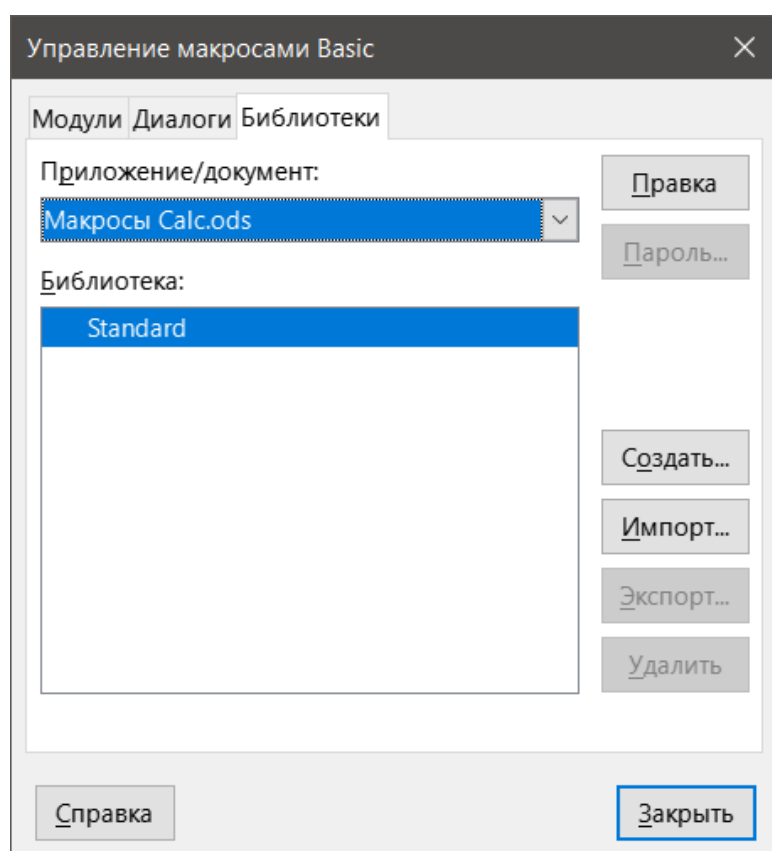 Управление макросами Basic
Модули Диалоги Библиотеки
Приложение/документ:
Макросы Calc.ods
Библиотека:
Standard
Правка
Пароль...
Создать...
Импорт...
Экспорт...
Удалить
Справка
Закрыть